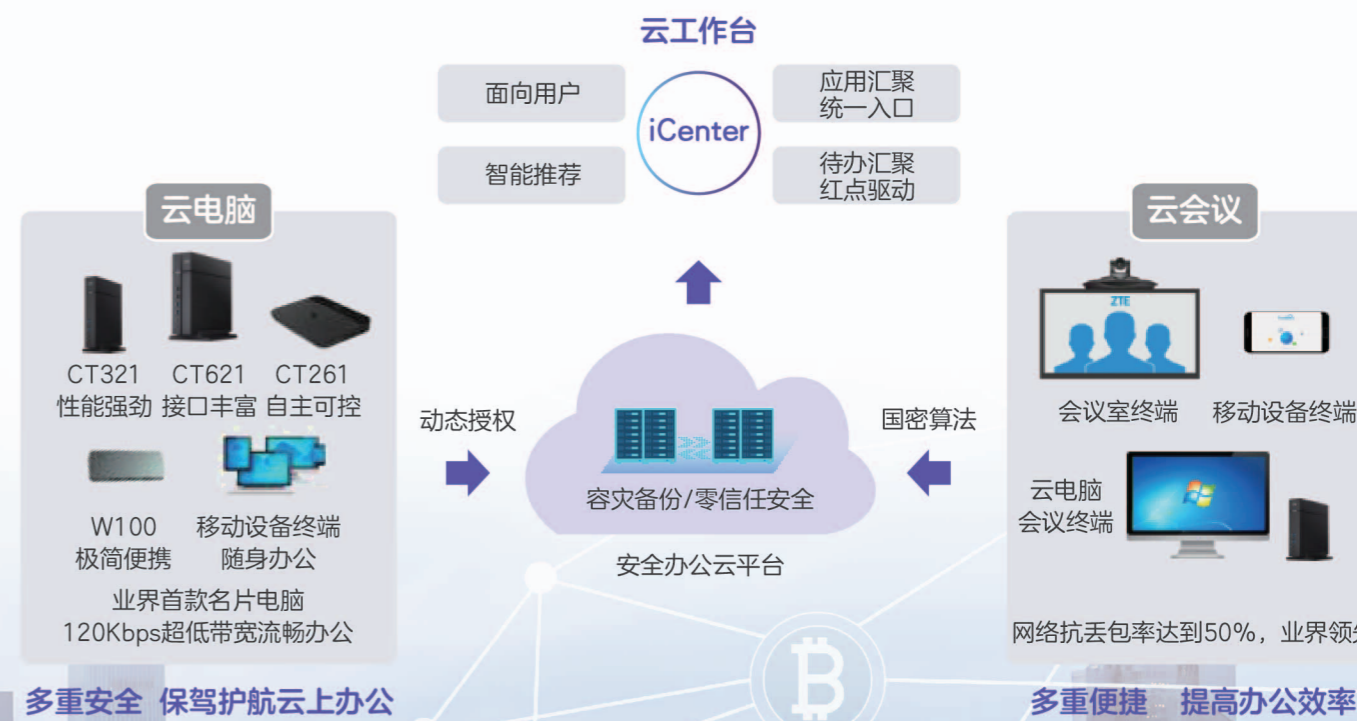 云工作台
面向用户
应用汇聚
统一入口
iCenter
智能推荐
待办汇聚
红点驱动
云电脑
CT321
性能强劲
CT621
接口丰富
CT261
自主可控
W100
极简便携
移动设备终端
随身办公
业界首款名片电脑
120Kbps超低带宽流畅办公
多重安全 保驾护航云上办公
动态授权
国密算法
容灾备份/零信任安全
安全办公云平台
云会议
ZTE
会议室终端
移动设备终端
云电脑
会议终端
网络抗丢包率达到50%，业界领
多重便捷 提高办公效率